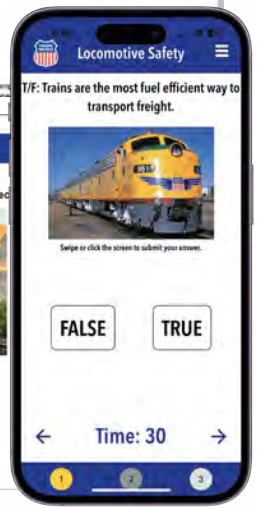 Locomotive Safety
T/F: Trains are the most fuel efficient way to
transport freight.
Swipe or click the screen to submit your answer.
FALSE
TRUE
Time: 30
1
2
3